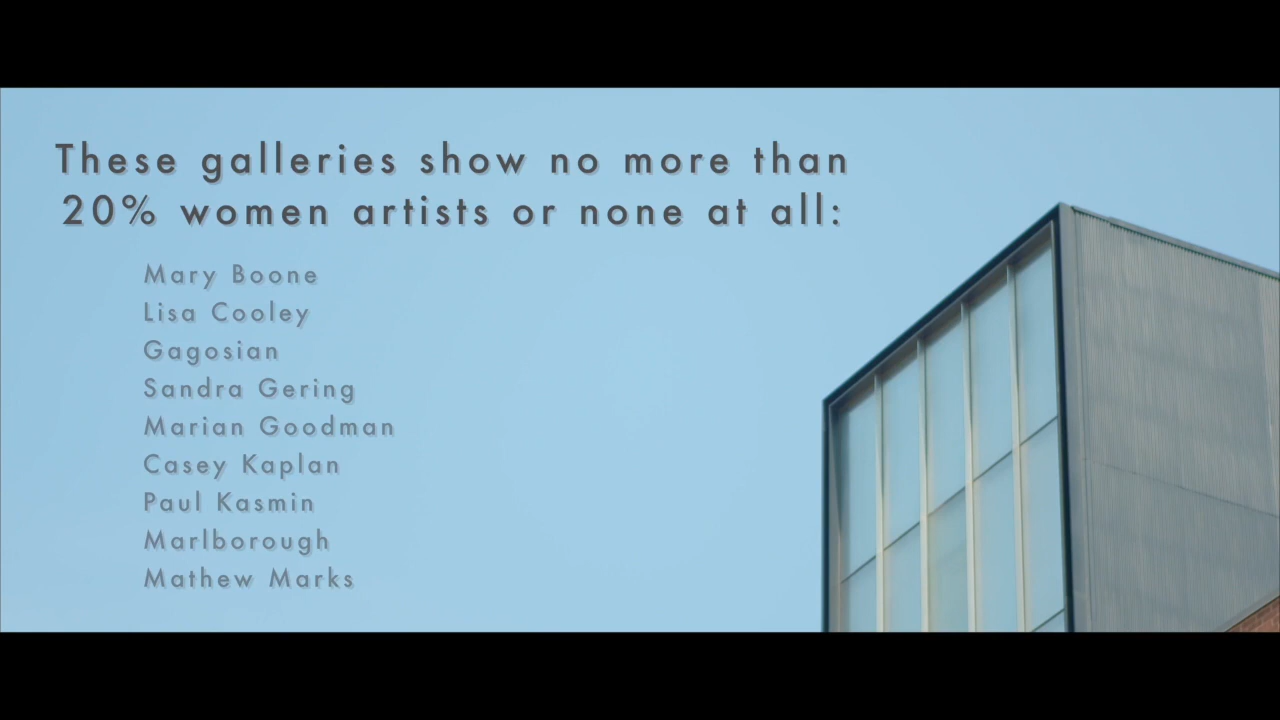 These galleries show no more than
20% women artists or none at all:
Mary Boone
Lisa Cooley
Gagosian
Sandra Gering
Marian Goodman
Casey Kaplan
Paul Kasmin
Marlborough
Mathew Marks